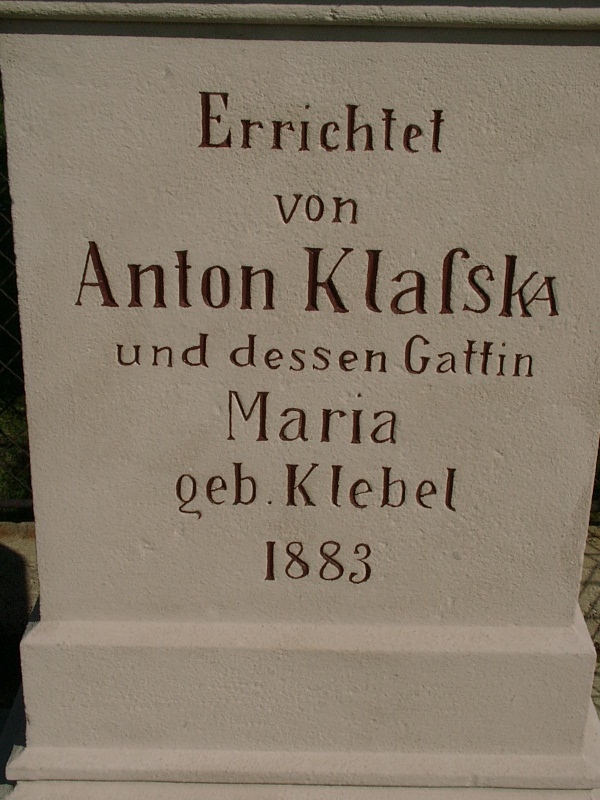 Errichtet
von
Anton Klaſska
und dessen Gattin
Maria
geb. Klebel
1883